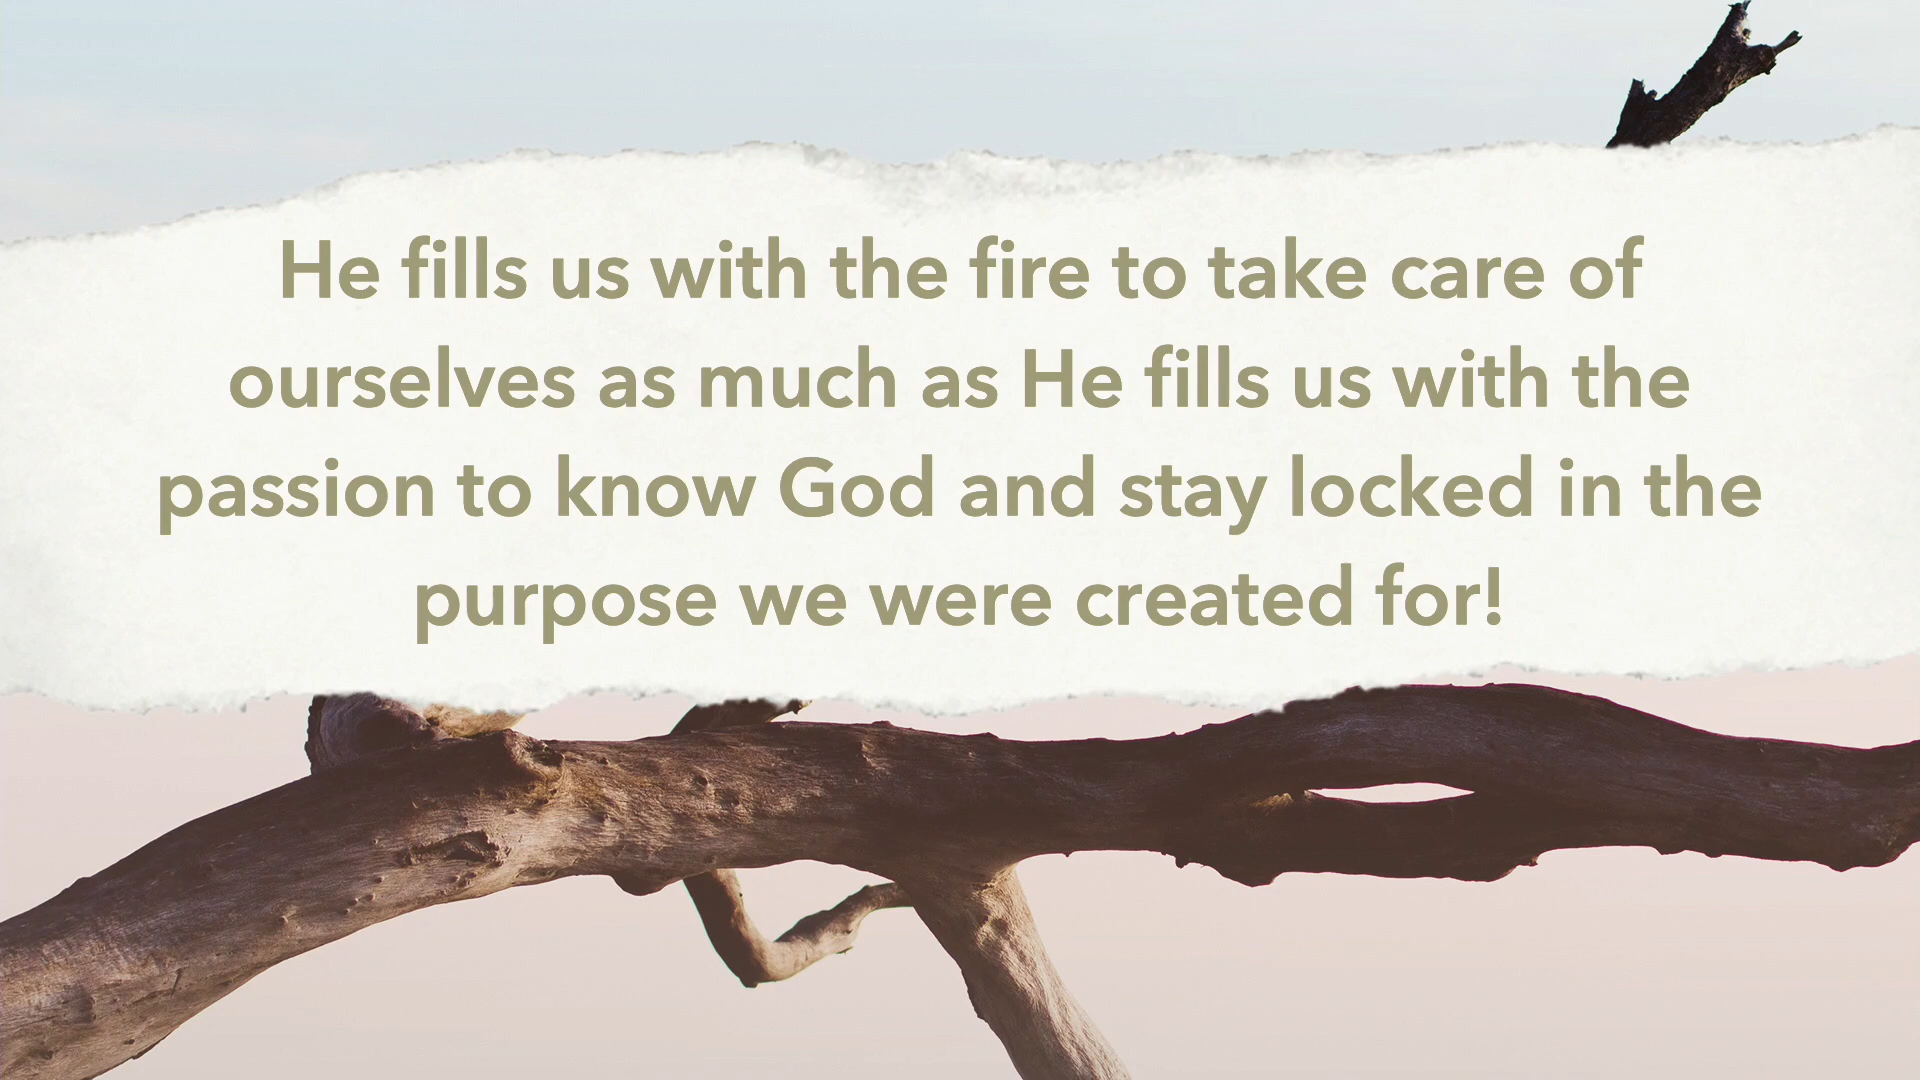 He fills us with the fire to take care of
ourselves as much as He fills us with the
passion to know God and stay locked in the
purpose we were created for!